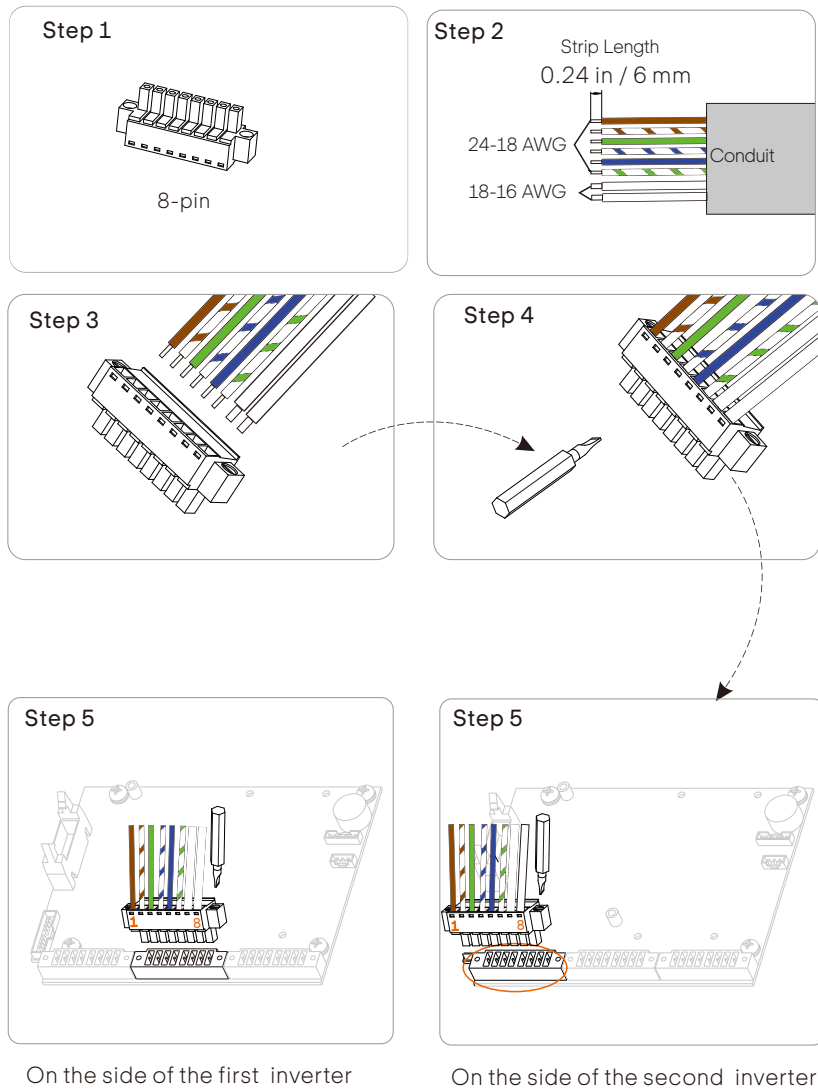 Step 1
8-pin
Step 2
Strip Length
0.24 in / 6 mm
24-18 AWG
18-16 AWG
Conduit
Step 3
Step 4
Step 5
1 8
On the side of the first inverter
Step 5
1 8
On the side of the second inverter